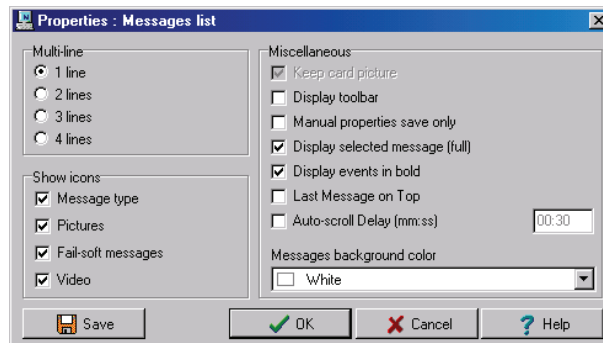 Properties : Messages list
Multi-line
1 line
2 lines
3 lines
4 lines
Show icons
Message type
Pictures
Fail-soft messages
Video
Miscellaneous
Keep card picture
Display toolbar
Manual properties save only
Display selected message (full)
Display events in bold
Last Message on Top
Auto-scroll Delay (mm:ss) 00:30
Messages background color
White
Save OK Cancel Help